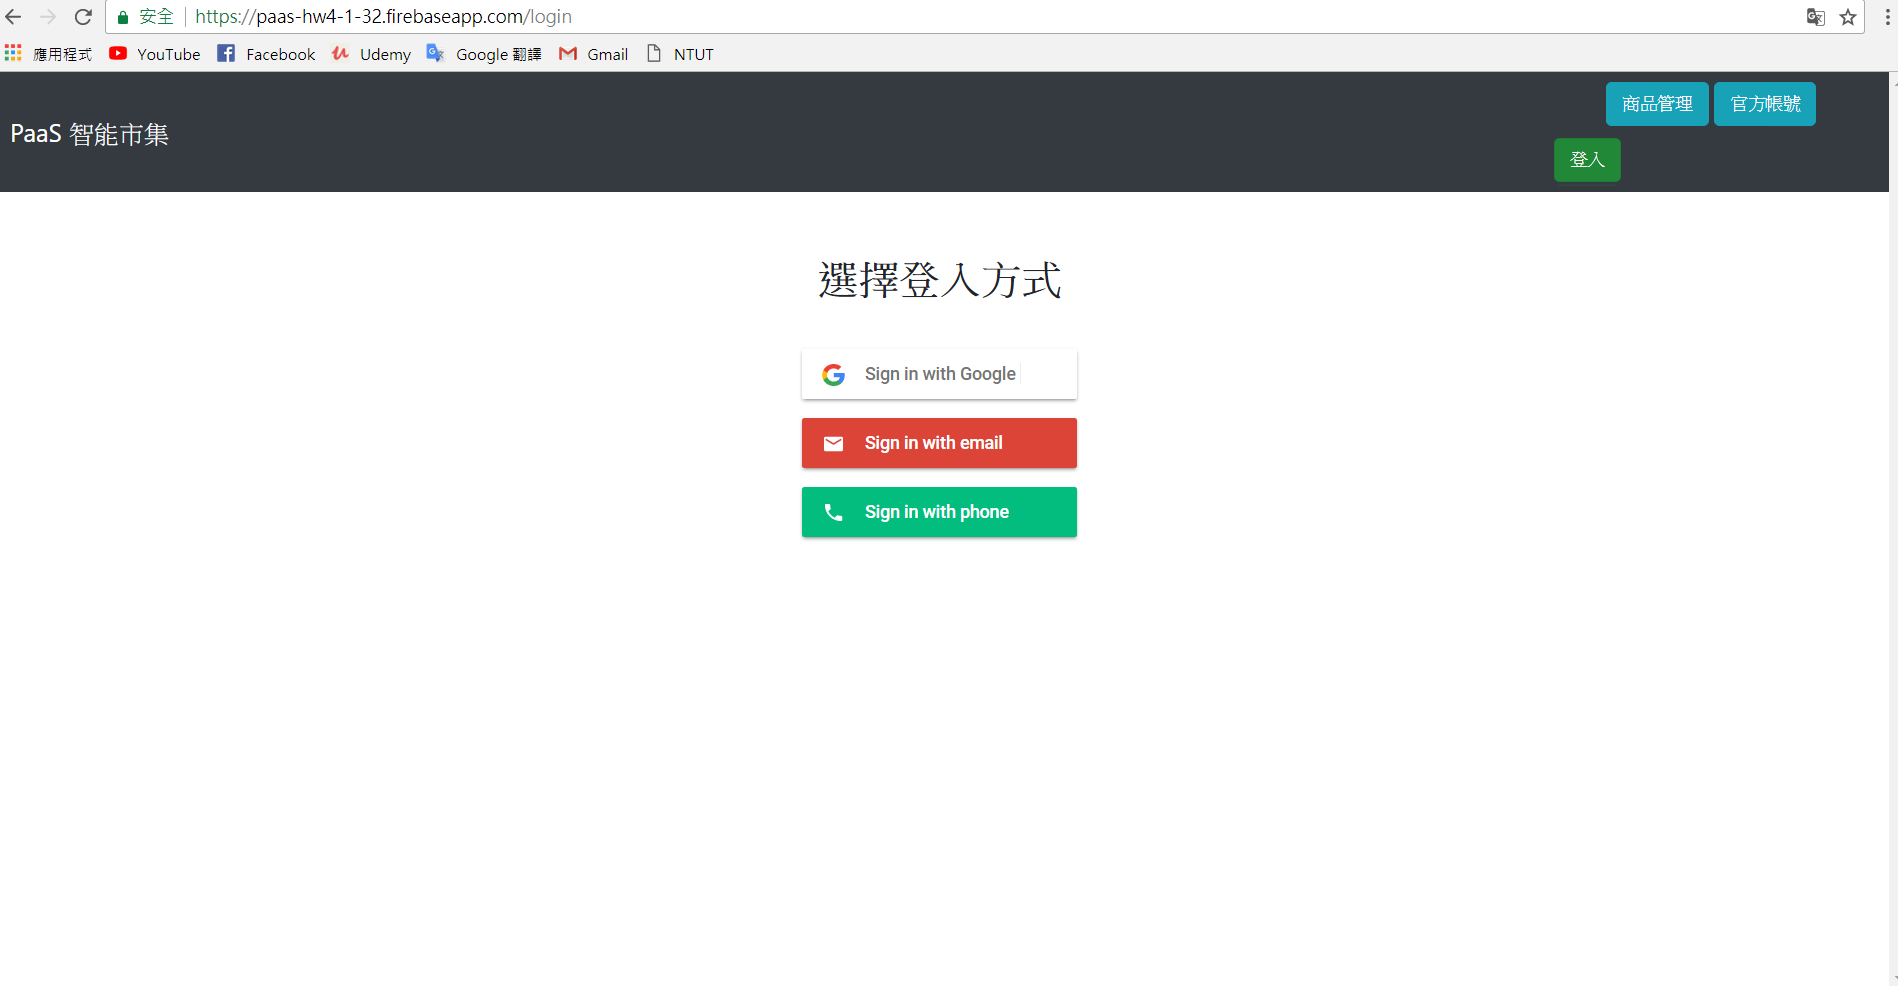 安全 https://paas-hw4-1-32.firebaseapp.com/login
應用程式 YouTube Facebook Udemy Google 翻譯 Gmail NTUT
商品管理 官方帳號
PaaS 智能市集
登入
選擇登入方式
Sign in with Google
Sign in with email
Sign in with phone